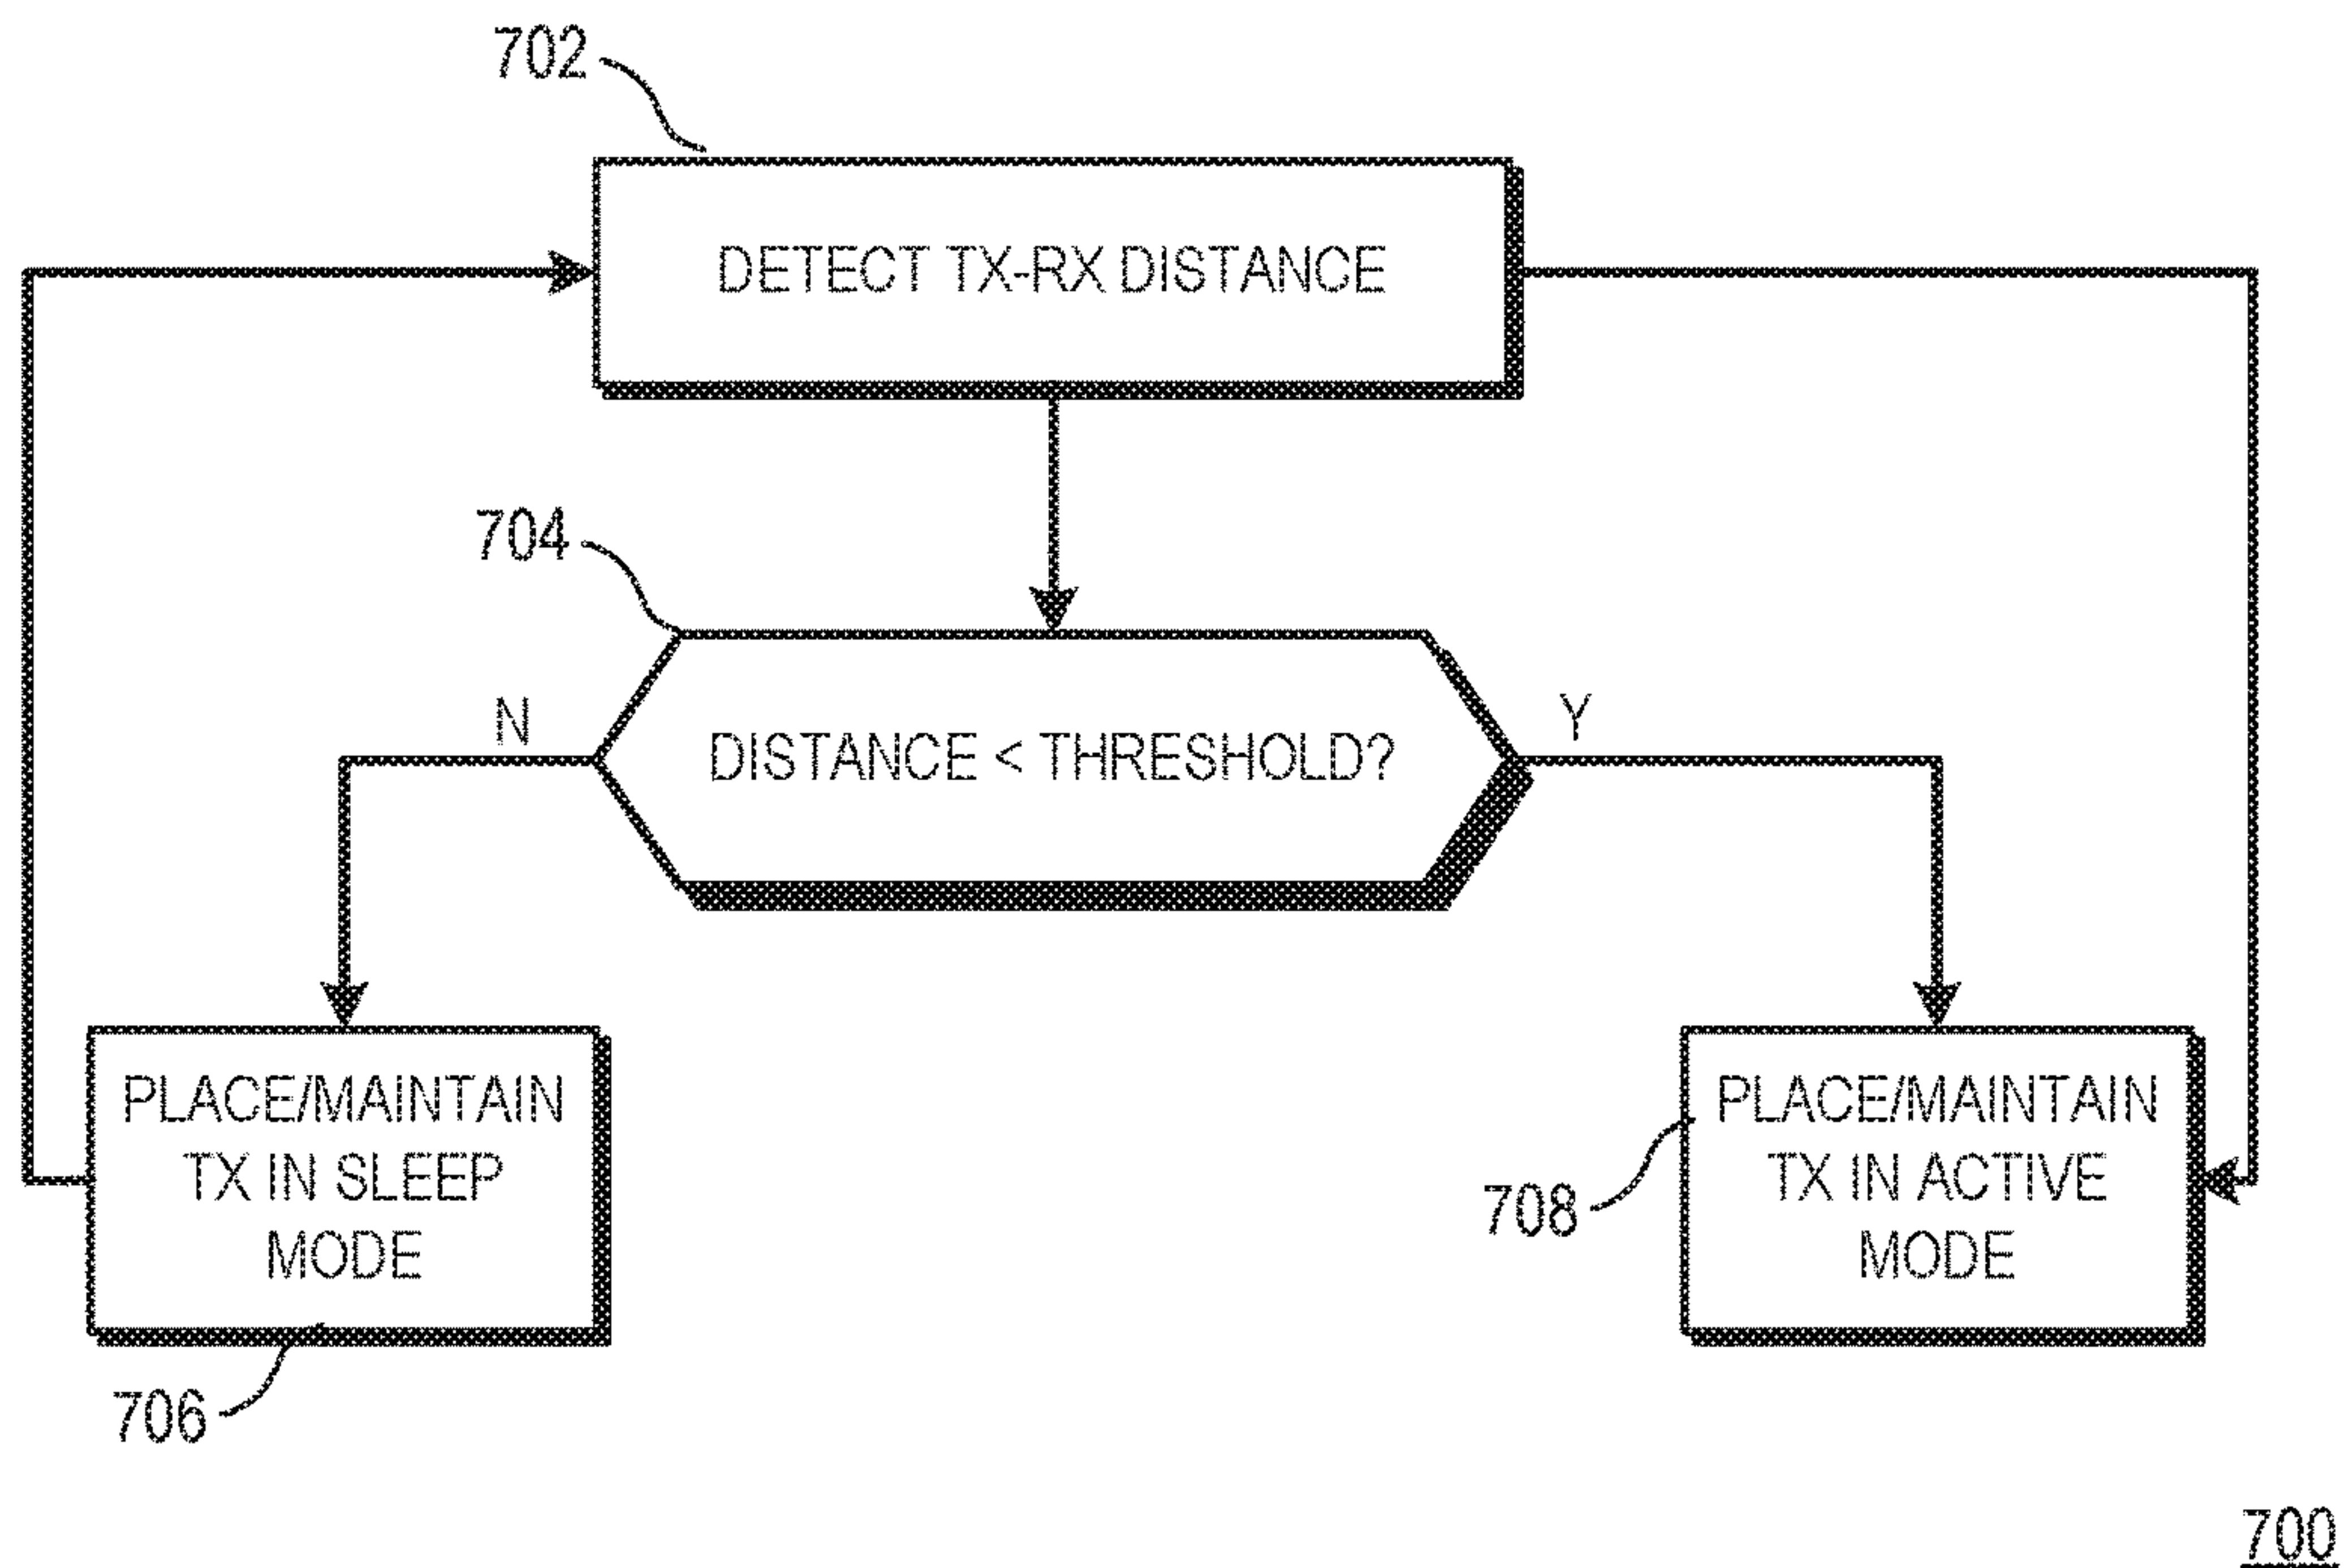 702
DETECT TX-RX DISTANCE
704
N
Y
DISTANCE < THRESHOLD?
PLACE/MAINTAIN
TX IN SLEEP
MODE
706
PLACE/MAINTAIN
TX IN ACTIVE
MODE
708
700